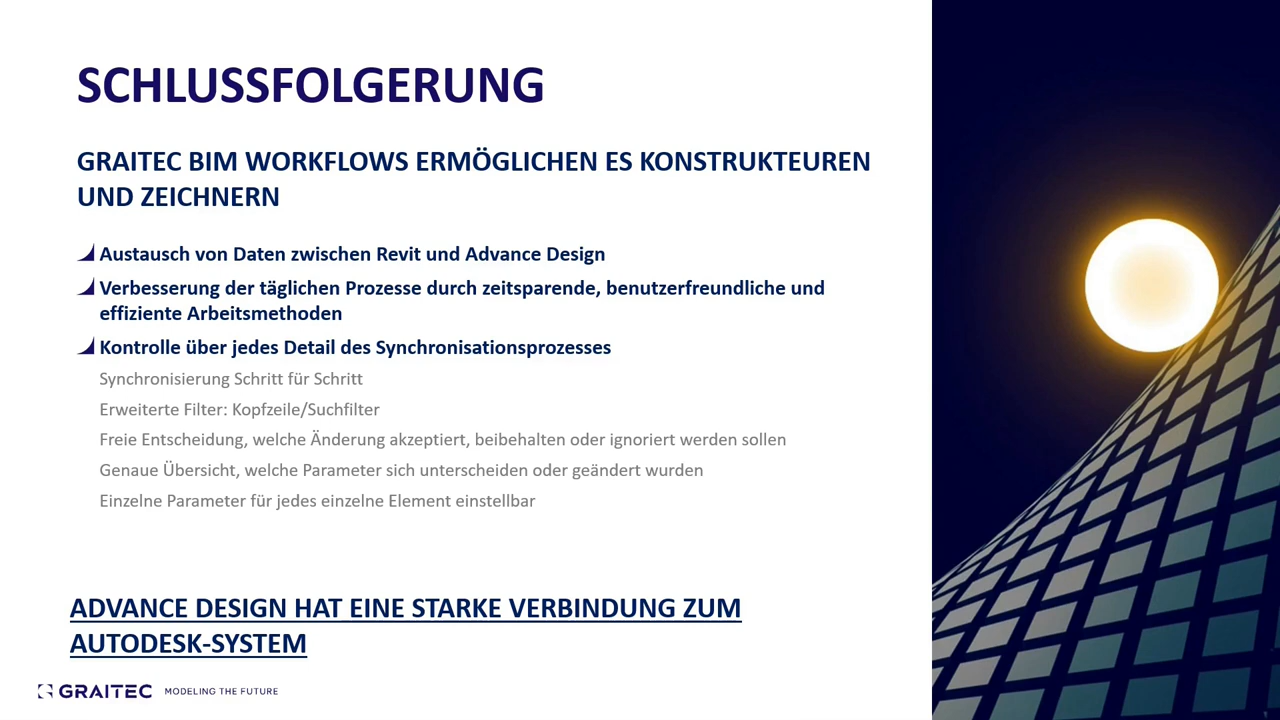 SCHLUSSFOLGERUNG
GRAITEC BIM WORKFLOWS ERMÖGLICHEN ES KONSTRUKTEUREN
UND ZEICHNERN
Austausch von Daten zwischen Revit und Advance Design
Verbesserung der täglichen Prozesse durch zeitsparende, benutzerfreundliche und
effiziente Arbeitsmethoden
Kontrolle über jedes Detail des Synchronisationsprozesses
Synchronisierung Schritt für Schritt
Erweiterte Filter: Kopfzeile/Suchfilter
Freie Entscheidung, welche Änderung akzeptiert, beibehalten oder ignoriert werden sollen
Genaue Übersicht, welche Parameter sich unterscheiden oder geändert wurden
Einzelne Parameter für jedes einzelne Element einstellbar
ADVANCE DESIGN HAT EINE STARKE VERBINDUNG ZUM
AUTODESK-SYSTEM
GRAITEC MODELING THE FUTURE